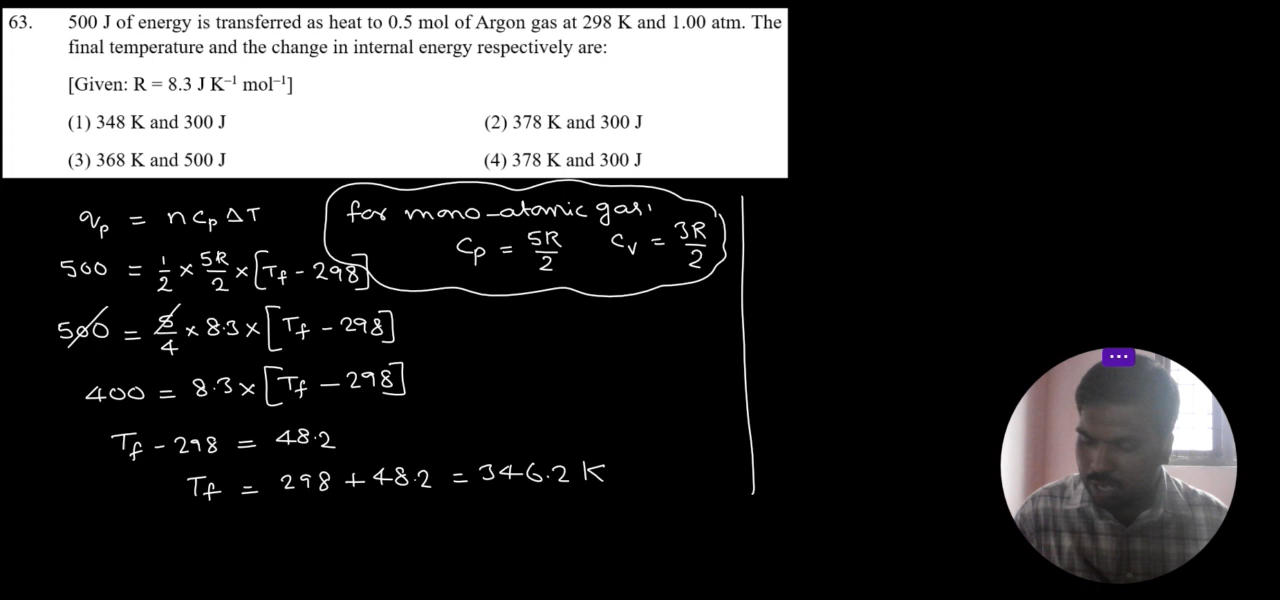 63. 500 J of energy is transferred as heat to 0.5 mol of Argon gas at 298 K and 1.00 atm. The
final temperature and the change in internal energy respectively are:
[Given: R = 8.3 J K⁻¹ mol⁻¹]
(1) 348 K and 300 J (2) 378 K and 300 J
(3) 368 K and 500 J (4) 378 K and 300 J
for mono-atomic gas,
Cp = 5R/2 Cv = 3R/2
qp = n Cp ΔT
500 = 1/2 × 5R/2 × [Tf - 298]
500 = 5/4 × 8.3 × [Tf - 298]
400 = 8.3 × [Tf - 298]
Tf - 298 = 48.2
Tf = 298 + 48.2 = 346.2 K